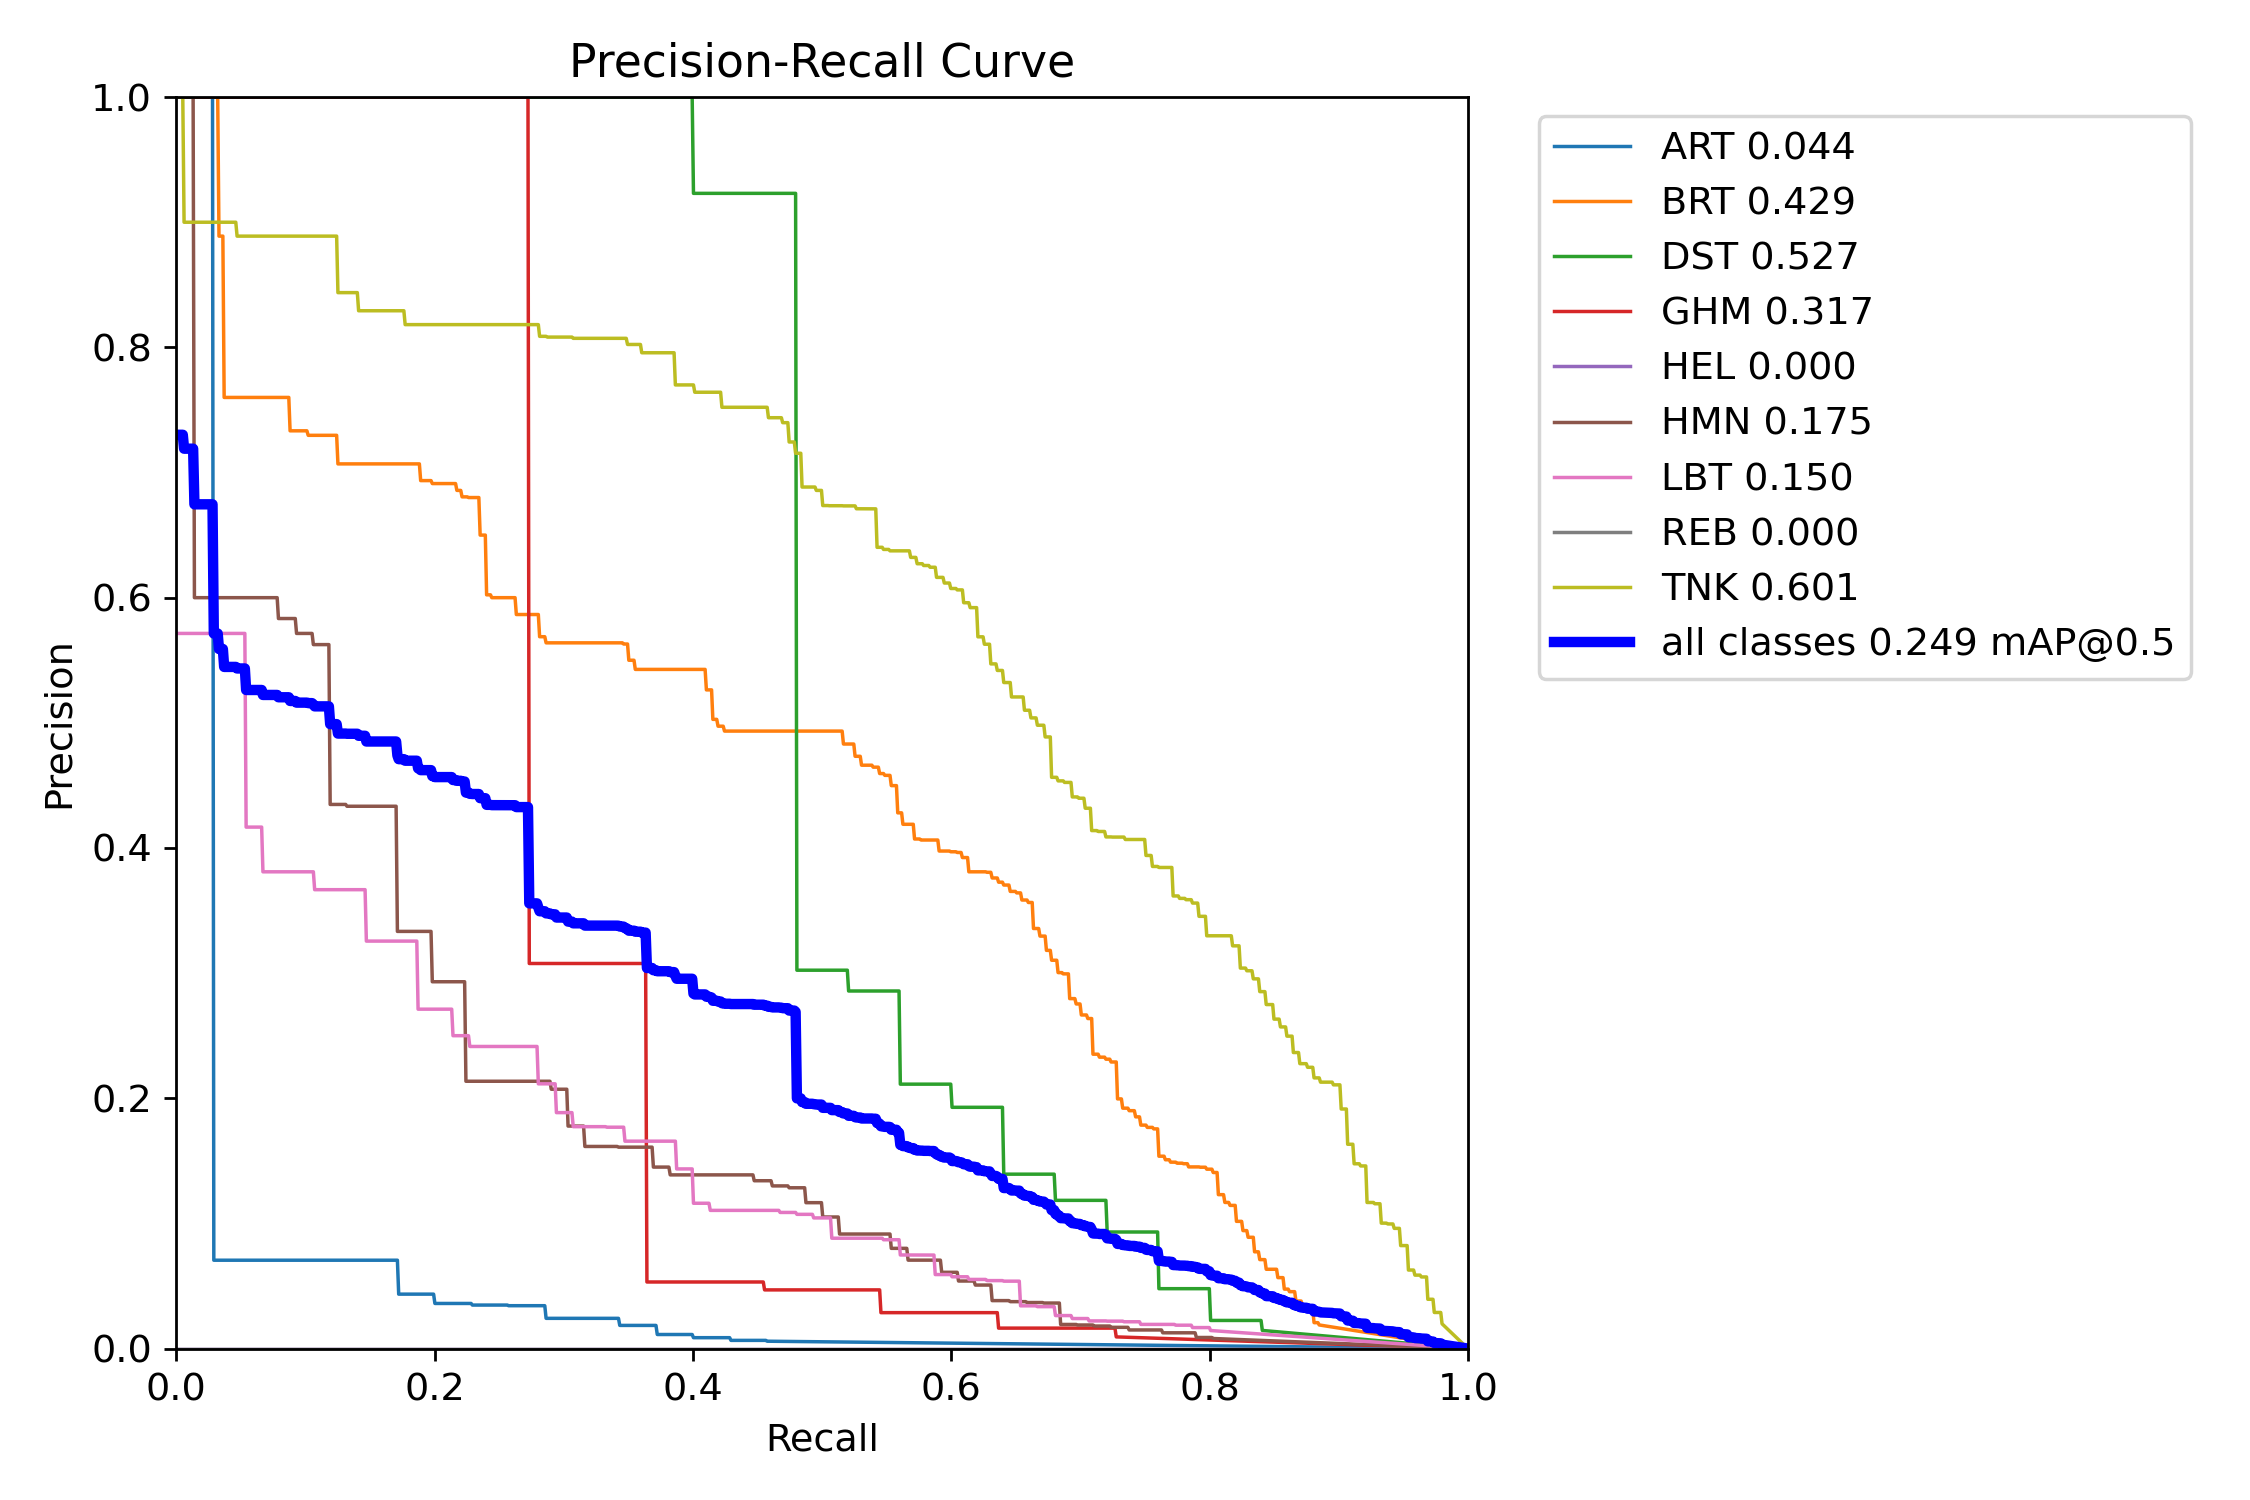 Precision-Recall Curve
1.0
0.8
0.6
0.4
0.2
0.0
Precision
0.0 0.2 0.4 0.6 0.8 1.0
Recall
ART 0.044
BRT 0.429
DST 0.527
GHM 0.317
HEL 0.000
HMN 0.175
LBT 0.150
REB 0.000
TNK 0.601
all classes 0.249 mAP@0.5